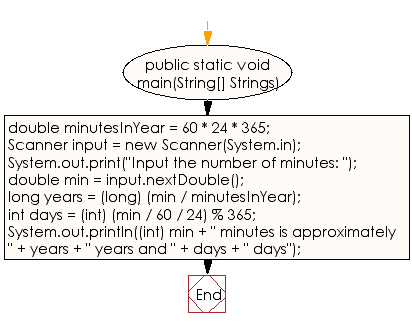 public static void
main(String[] Strings)
double minutesInYear = 60 * 24 * 365;
Scanner input = new Scanner(System.in);
System.out.print("Input the number of minutes: ");
double min = input.nextDouble();
long years = (long) (min / minutesInYear);
int days = (int) (min / 60 / 24) % 365;
System.out.println((int) min + " minutes is approximately
" + years + " years and " + days + " days");
End